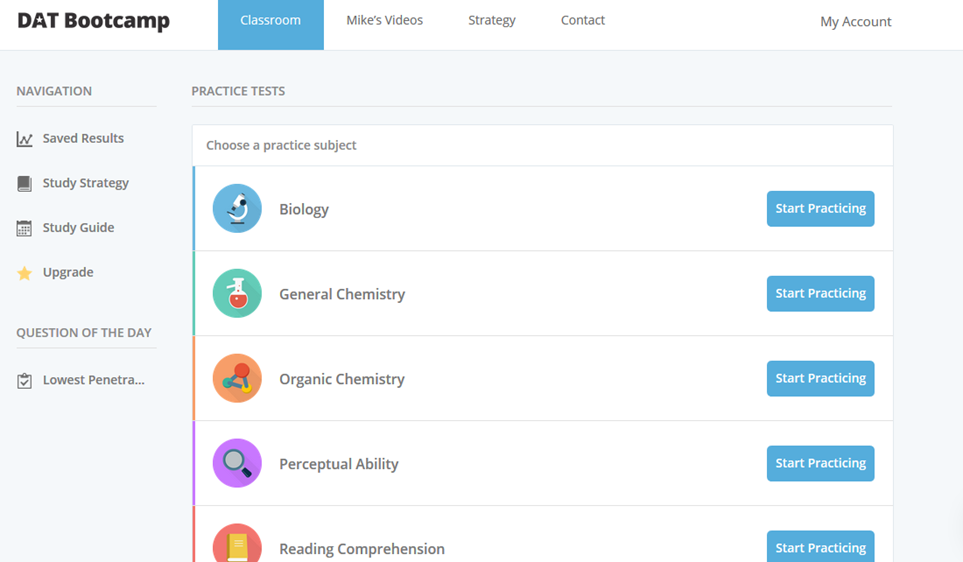 DAT Bootcamp
Classroom
Mike's Videos
Strategy
Contact
My Account
NAVIGATION
Saved Results
Study Strategy
Study Guide
Upgrade
QUESTION OF THE DAY
Lowest Penetra...
PRACTICE TESTS
Choose a practice subject
Biology
Start Practicing
General Chemistry
Start Practicing
Organic Chemistry
Start Practicing
Perceptual Ability
Start Practicing
Reading Comprehension
Start Practicing